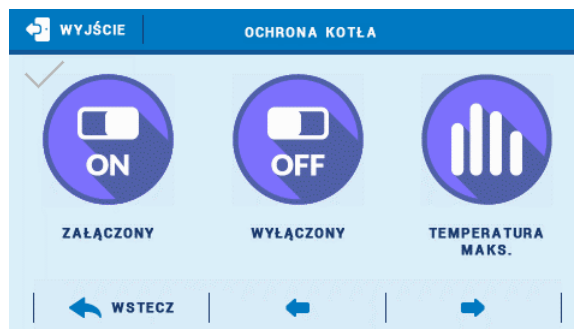 WYJŚCIE
OCHRONA KOTŁA
ON
OFF
ZAŁĄCZONY
WYŁĄCZONY
TEMPERATURA
MAKS.
WSTECZ